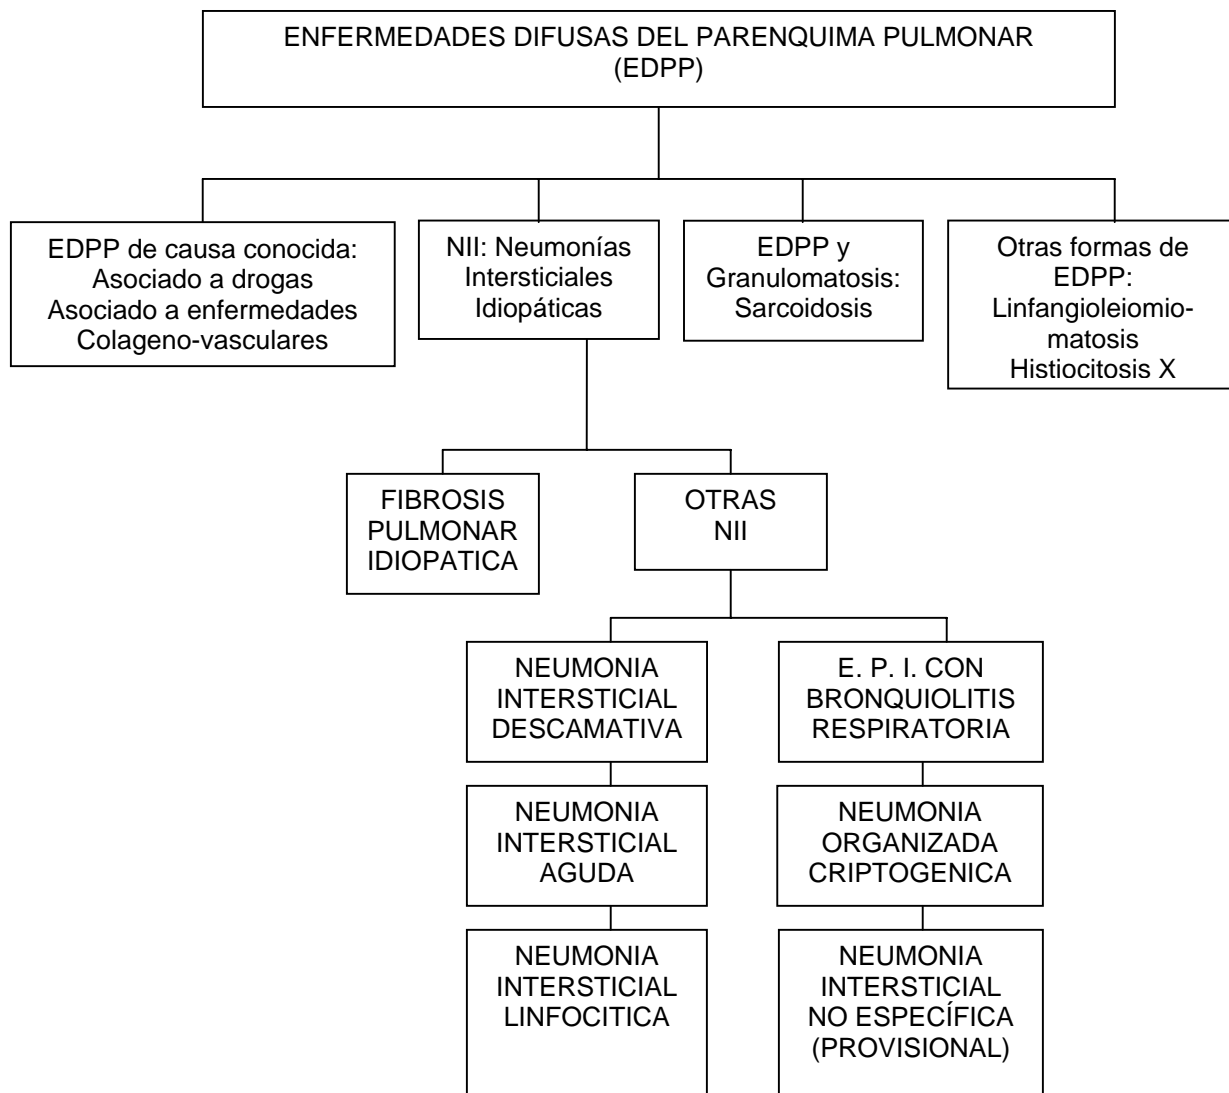 ENFERMEDADES DIFUSAS DEL PARENQUIMA PULMONAR
(EDPP)
EDPP de causa conocida:
Asociado a drogas
Asociado a enfermedades
Colageno-vasculares
NII: Neumonías
Intersticiales
Idiopáticas
EDPP y
Granulomatosis:
Sarcoidosis
Otras formas de
EDPP:
Linfangioleiomio-
matosis
Histiocitosis X
FIBROSIS
PULMONAR
IDIOPATICA
OTRAS
NII
NEUMONIA
INTERSTICIAL
DESCAMATIVA
E. P. I. CON
BRONQUIOLITIS
RESPIRATORIA
NEUMONIA
INTERSTICIAL
AGUDA
NEUMONIA
ORGANIZADA
CRIPTOGENICA
NEUMONIA
INTERSTICIAL
LINFOCITICA
NEUMONIA
INTERSTICIAL
NO ESPECÍFICA
(PROVISIONAL)